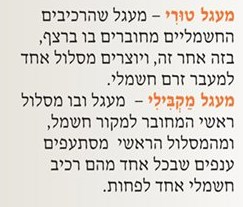 מעגל טוּרִי – מעגל שהרכיבים
החשמליים מחוברים בו ברצף,
בזה אחר זה, ויוצרים מסלול אחד
למעבר זרם חשמלי.
מעגל מַקְבִּילִי – מעגל ובו מסלול
ראשי המחובר למקור חשמל,
ומהמסלול הראשי מסתעפים
ענפים שבכל אחד מהם רכיב
חשמלי אחד לפחות.